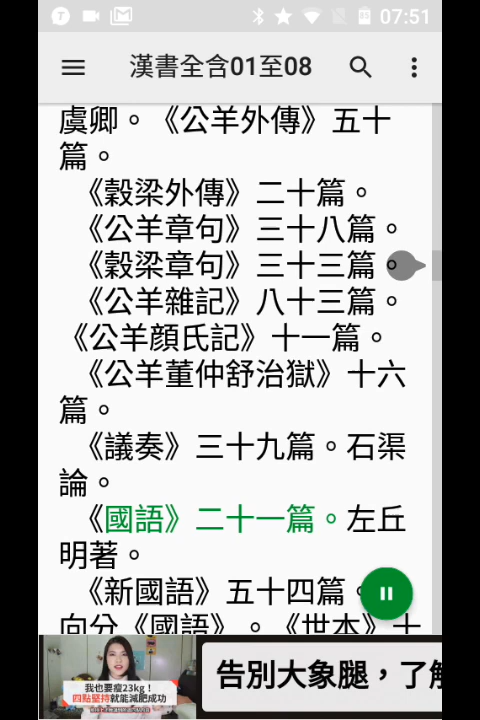 07:51
漢書全含01至08
虞卿。《公羊外傳》五十
篇。
《穀梁外傳》二十篇。
《公羊章句》三十八篇。
《穀梁章句》三十三篇。
《公羊雜記》八十三篇。
《公羊顏氏記》十一篇。
《公羊董仲舒治獄》十六
篇。
《議奏》三十九篇。石渠
論。
《國語》二十一篇。左丘
明著。
《新國語》五十四篇。
向分《國語》。《世本》十
我也要瘦23kg！
四點堅持就能減肥成功
告別大象腿，了解